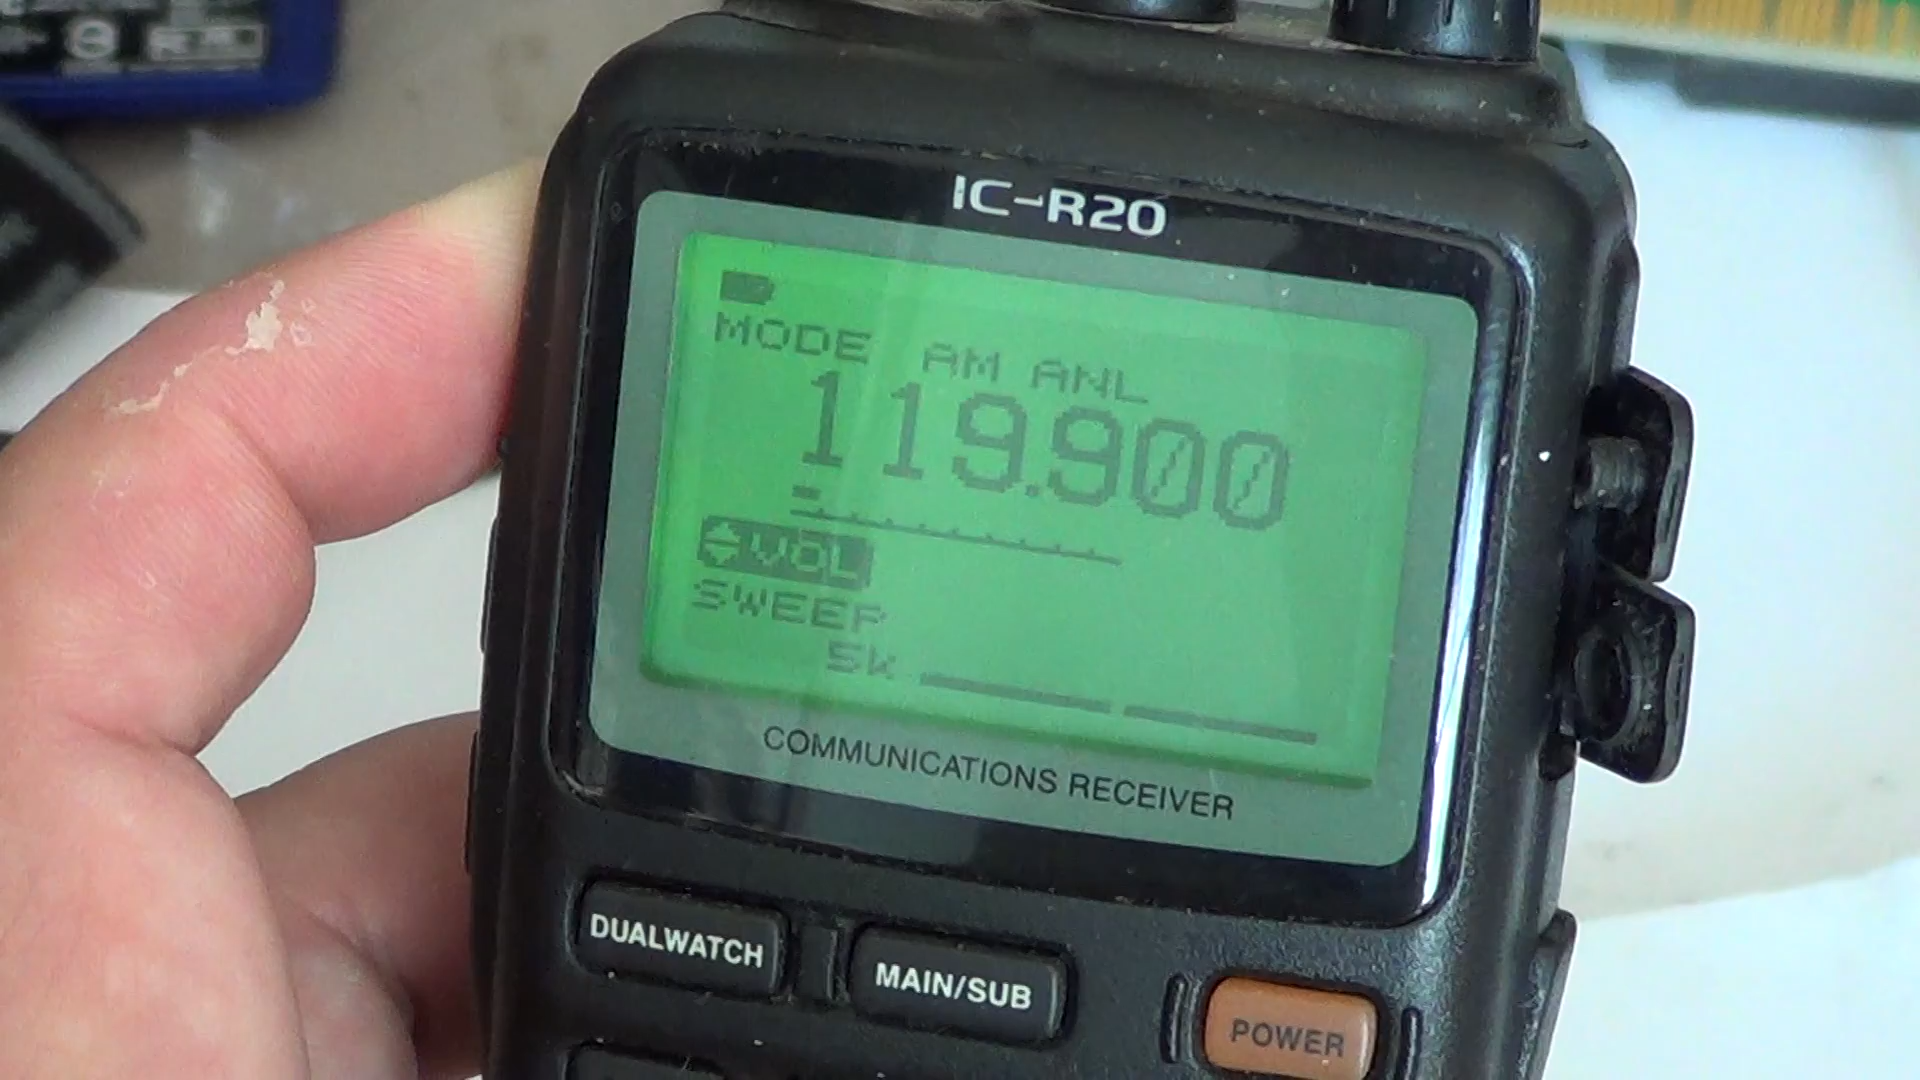 IC-R20
MODE AM ANL
119.900
VOL
SWEEP
5k
COMMUNICATIONS RECEIVER
DUALWATCH
MAIN/SUB
POWER